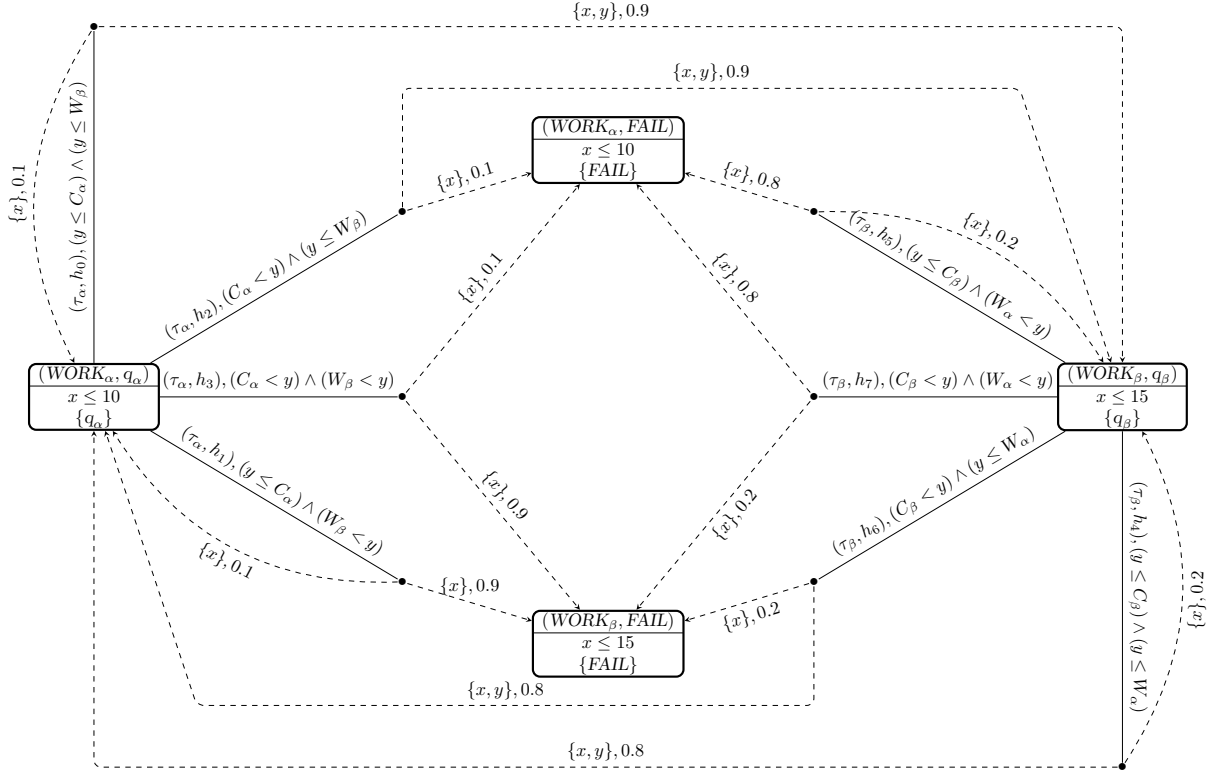 {x, y}, 0.9
{x, y}, 0.9
(WORK_α, FAIL)
x ≤ 10
{FAIL}
{x}, 0.1
(τ_α, h_0), (y ≤ C_α) ∧ (y ≤ W_β)
{x}, 0.1
{x}, 0.8
(τ_α, h_2), (C_α < y) ∧ (y ≤ W_β)
(τ_β, h_5), (y ≤ C_β) ∧ (W_α < y)
{x}, 0.2
{x}, 0.1
{x}, 0.8
(WORK_α, q_α)
x ≤ 10
{q_α}
(τ_α, h_3), (C_α < y) ∧ (W_β < y)
(τ_β, h_7), (C_β < y) ∧ (W_α < y)
(WORK_β, q_β)
x ≤ 15
{q_β}
(τ_α, h_1), (y ≤ C_α) ∧ (W_β < y)
{x}, 0.9
{x}, 0.2
(τ_β, h_6), (C_β < y) ∧ (y ≤ W_α)
(τ_β, h_4), (y ≤ C_β) ∧ (y ≤ W_α)
{x}, 0.1
{x}, 0.9
{x}, 0.2
{x}, 0.2
(WORK_β, FAIL)
x ≤ 15
{FAIL}
{x, y}, 0.8
{x, y}, 0.8